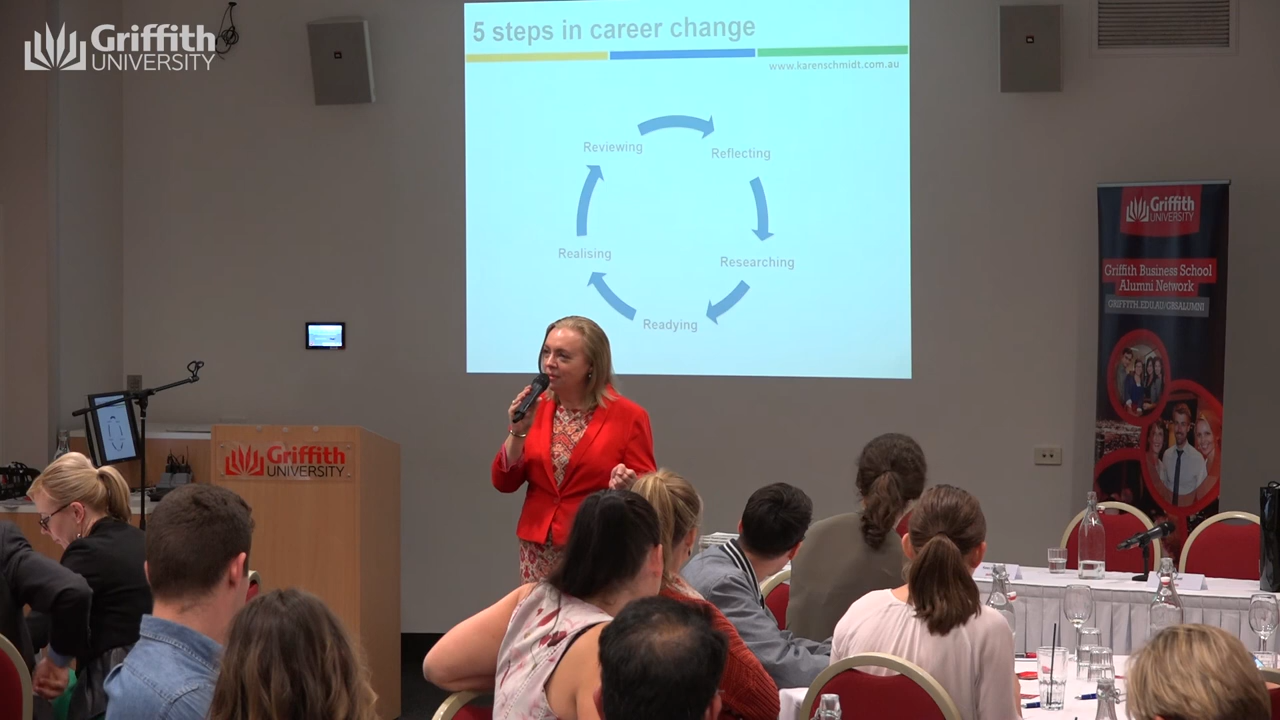 Griffith
UNIVERSITY
5 steps in career change
www.karenschmidt.com.au
Reviewing
Reflecting
Realising
Researching
Readying
Griffith
UNIVERSITY
Griffith Business School
Alumni Network
GRIFFITH.EDU.AU/GBSALUMNI
Griffith
UNIVERSITY